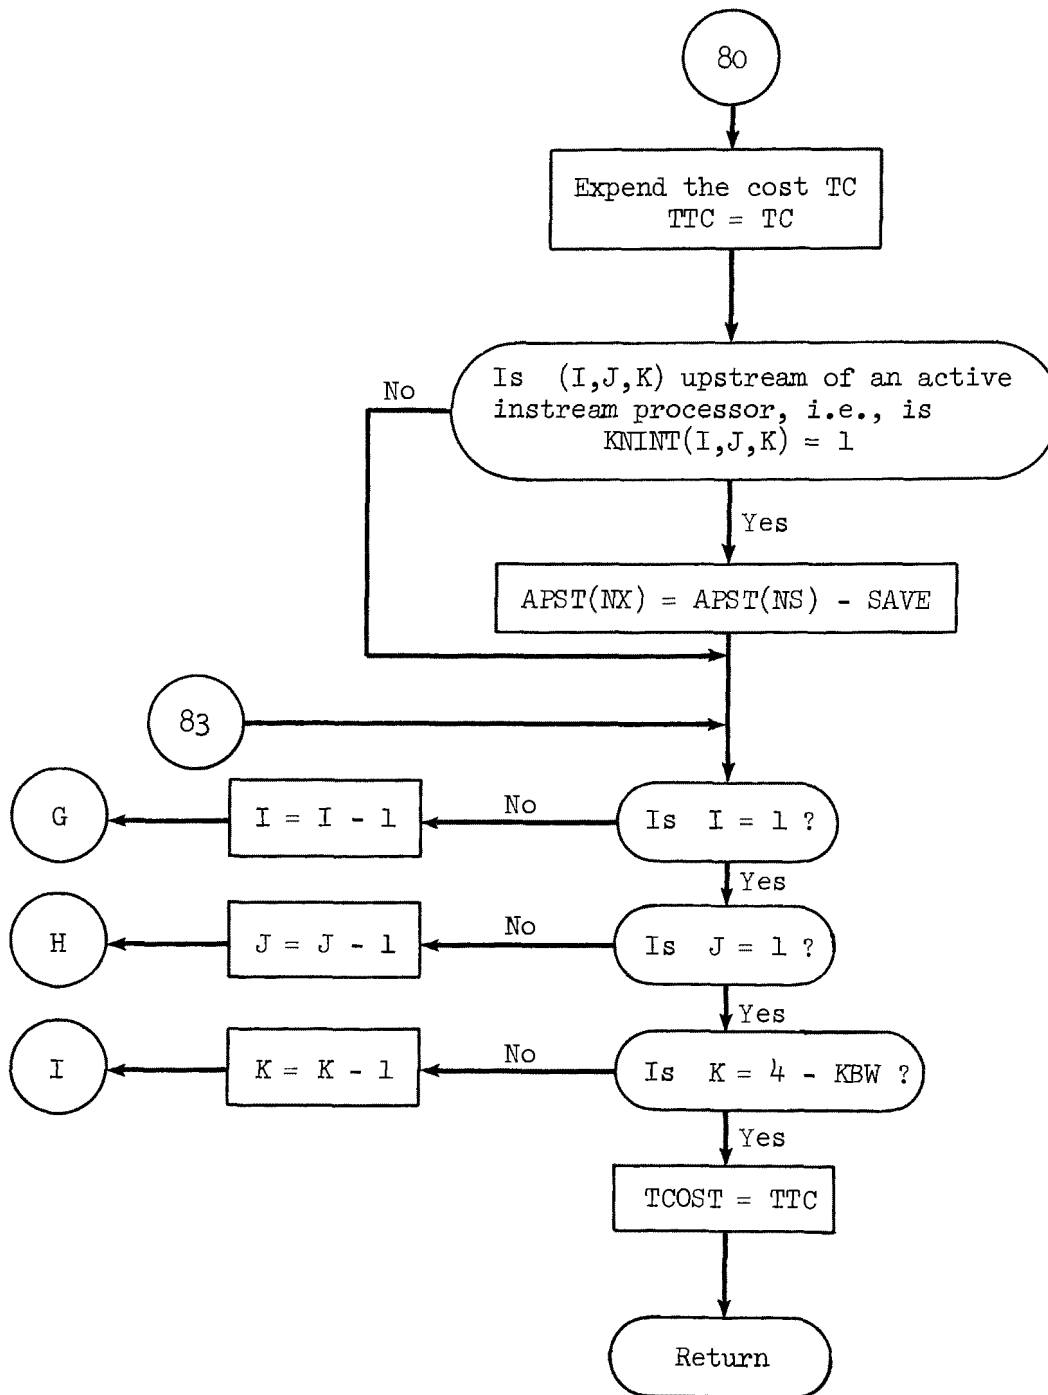 80
Expend the cost TC
TTC = TC
Is (I,J,K) upstream of an active
instream processor, i.e., is
KNINT(I,J,K) = 1
No
Yes
APST(NX) = APST(NS) - SAVE
83
Is I = 1 ?
No
I = I - 1
G
Yes
Is J = 1 ?
No
J = J - 1
H
Yes
Is K = 4 - KBW ?
No
K = K - 1
I
Yes
TCOST = TTC
Return